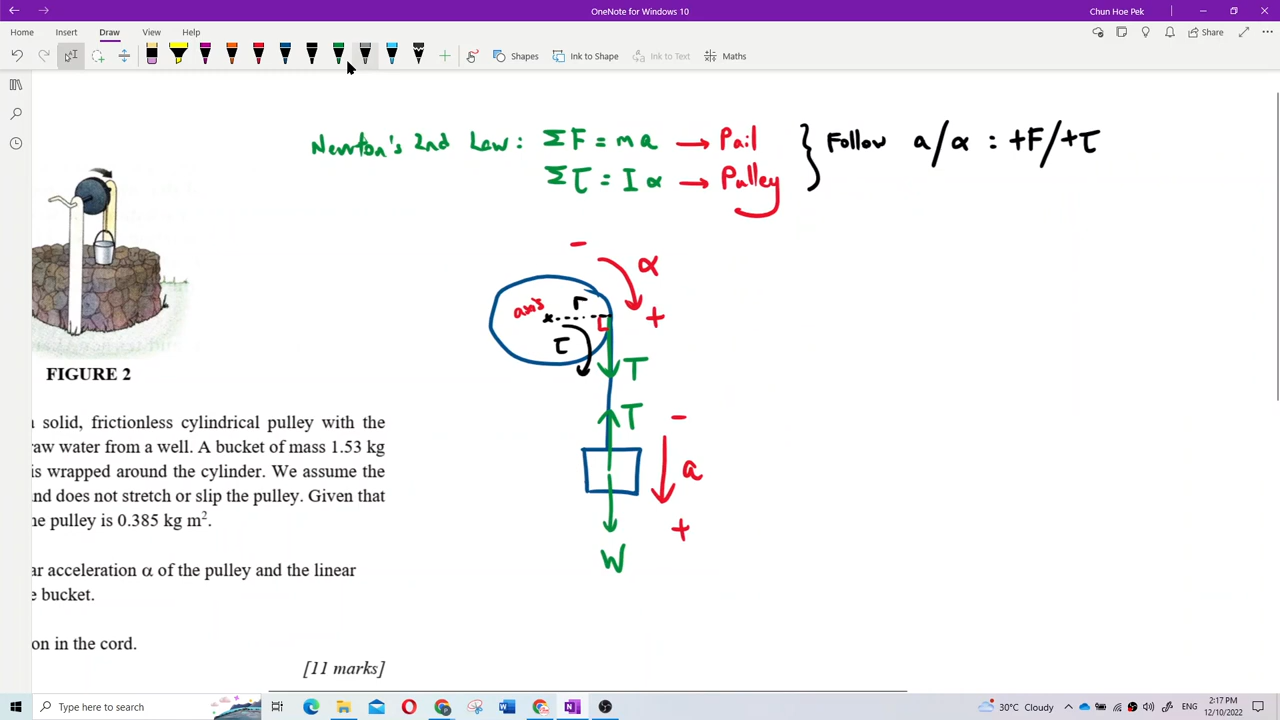 OneNote for Windows 10
Chun Hoe Pek
Home Insert Draw View Help
Share
Shapes
Ink to Shape
Ink to Text
Maths
Newton's 2nd Law: ΣF = ma → Pail
Στ = Iα → Pulley
Follow a/α : +F/+τ
- α +
axis r
τ
T
T
-
a
+
W
FIGURE 2
solid, frictionless cylindrical pulley with the
raw water from a well. A bucket of mass 1.53 kg
is wrapped around the cylinder. We assume the
nd does not stretch or slip the pulley. Given that
ne pulley is 0.385 kg m².
ar acceleration α of the pulley and the linear
e bucket.
on in the cord.
[11 marks]
Type here to search
30°C Cloudy
ENG
2:17 PM
12/10/2022